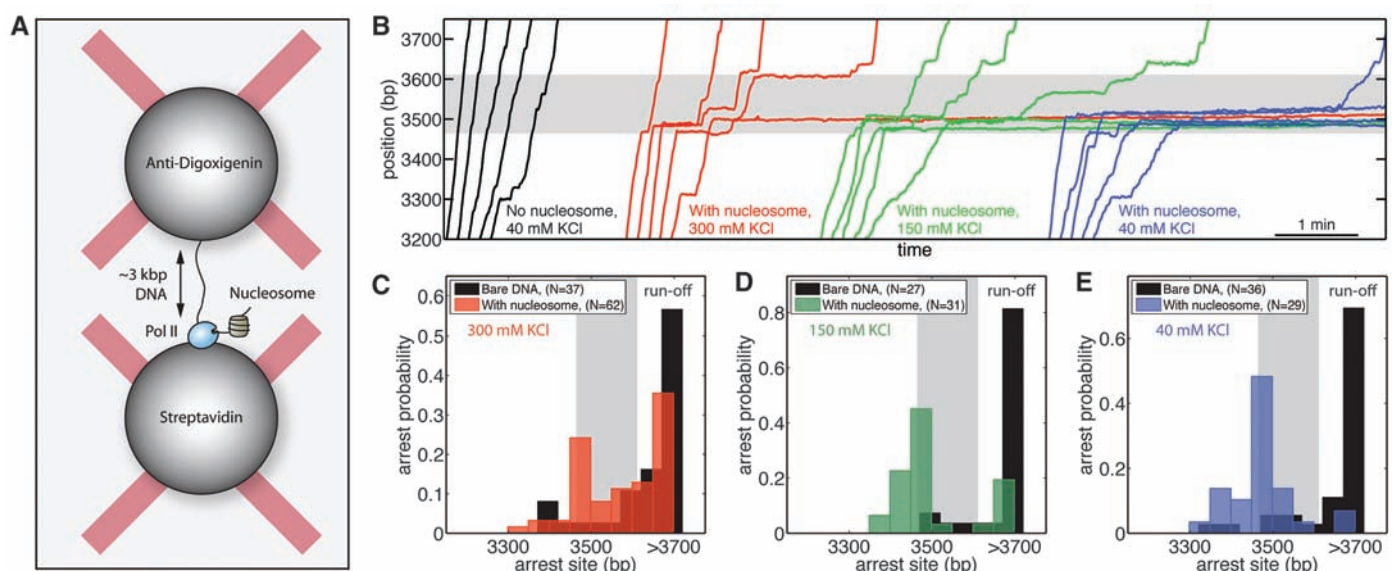 A
Anti-Digoxigenin
~3 kbp
DNA
Nucleosome
Pol II
Streptavidin
B
position (bp)
3700
3600
3500
3400
3300
3200
No nucleosome,
40 mM KCl
With nucleosome,
300 mM KCl
With nucleosome,
150 mM KCl
With nucleosome,
40 mM KCl
1 min
time
C
Bare DNA, (N=37)
With nucleosome, (N=62)
run-off
300 mM KCl
arrest probability
0.6
0.5
0.4
0.3
0.2
0.1
0
3300
3500
>3700
arrest site (bp)
D
Bare DNA, (N=27)
With nucleosome, (N=31)
run-off
150 mM KCl
arrest probability
0.8
0.6
0.4
0.2
0
3300
3500
>3700
arrest site (bp)
E
Bare DNA, (N=36)
With nucleosome, (N=29)
run-off
40 mM KCl
arrest probability
0.8
0.6
0.4
0.2
0
3300
3500
>3700
arrest site (bp)